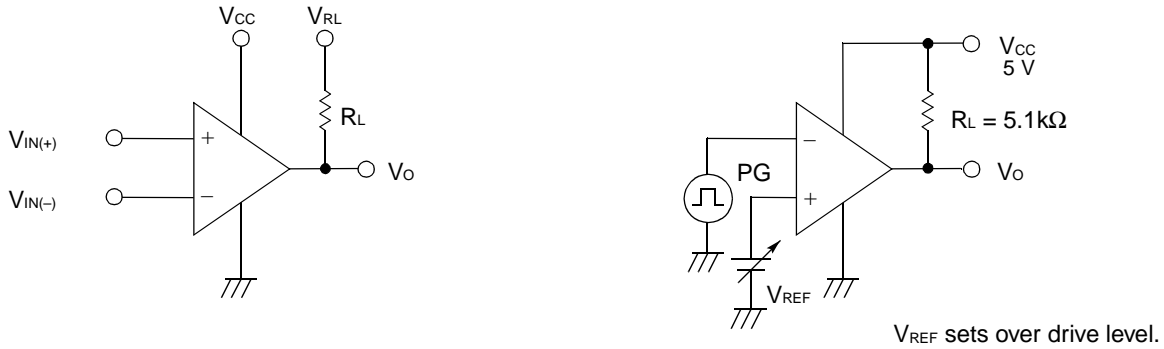 VCC
VRL
RL
VIN(+)
+
VO
VIN(–)
–
VCC
5 V
RL = 5.1kΩ
–
PG
VO
+
VREF
VREF sets over drive level.